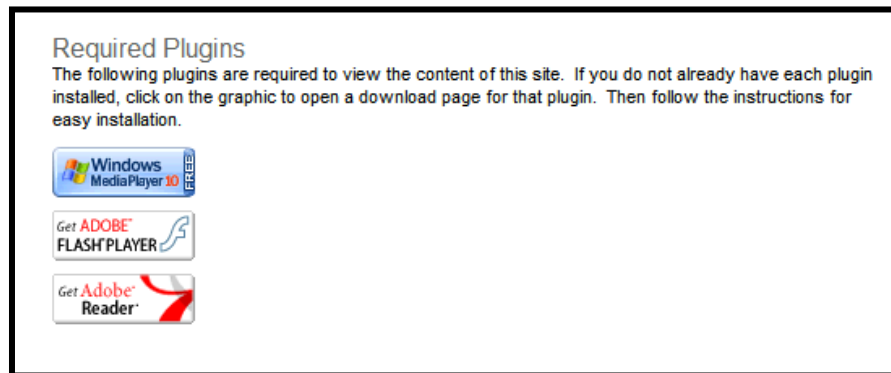 Required Plugins
The following plugins are required to view the content of this site.  If you do not already have each plugin
installed, click on the graphic to open a download page for that plugin.  Then follow the instructions for
easy installation.
Windows
MediaPlayer 10 FREE
Get ADOBE™
FLASH® PLAYER
Get Adobe®
Reader®